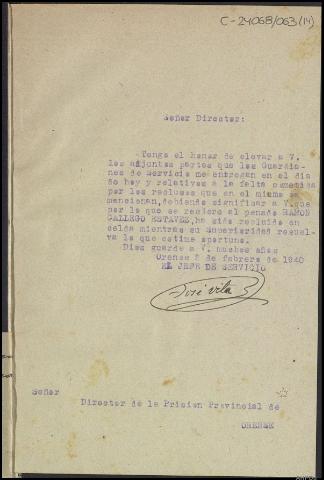 C-24068/063(14)
Señor Director:
Tengo el honor de elevar a V.
los adjuntos partes que los Guardia-
nes de Servicio me entregan en el dia
de hoy y relativos a la falta cometida
por los reclusos que en el mismo se
mencionan, debiendo significar a V. que
por lo que se refiere al penado RAMON
GALLEGO ESTEVEZ, ha sido recluido en
celda mientras su Superioridad resuel-
va lo que estime oportuno.
Dios guarde a V. muchos años
Orense 2 de febrero de 1940
EL JEFE DE SERVICIO
José Vila
Señor
Director de la Prision Provincial de
ORENSE